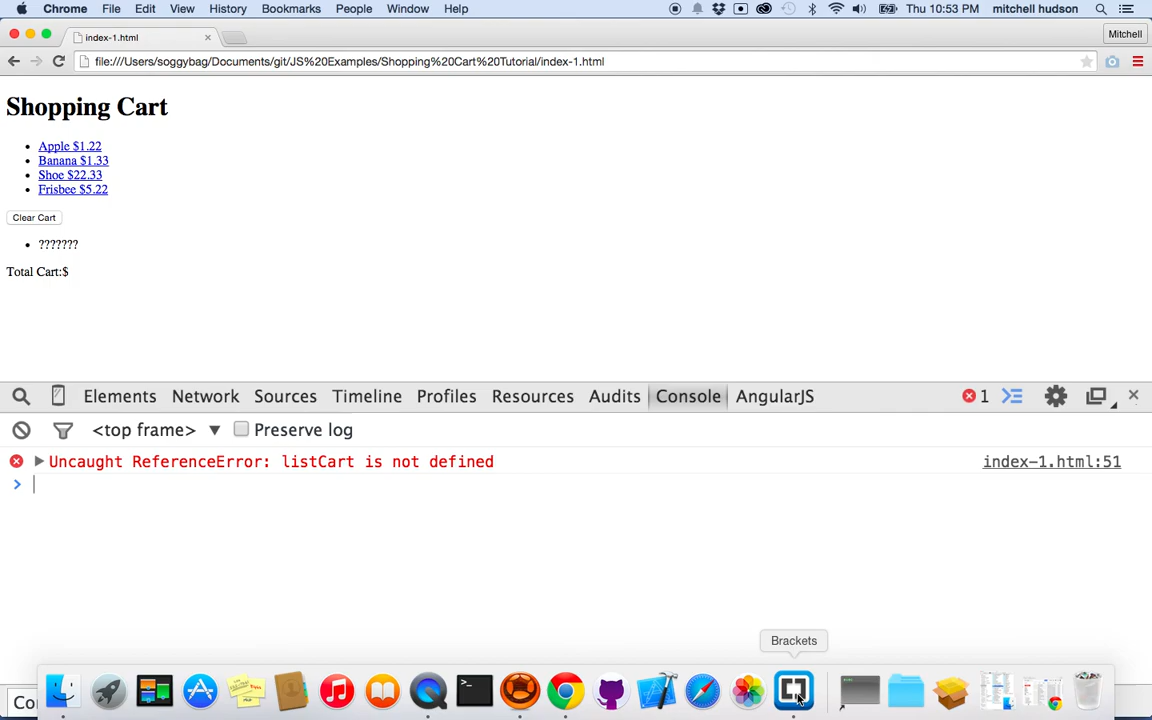 Chrome File Edit View History Bookmarks People Window Help Thu 10:53 PM mitchell hudson
index-1.html Mitchell
file:///Users/soggybag/Documents/git/JS%20Examples/Shopping%20Cart%20Tutorial/index-1.html
Shopping Cart
• Apple $1.22
• Banana $1.33
• Shoe $22.33
• Frisbee $5.22
Clear Cart
• ???????
Total Cart:$
Elements Network Sources Timeline Profiles Resources Audits Console AngularJS 1
<top frame> Preserve log
Uncaught ReferenceError: listCart is not defined index-1.html:51
Brackets
Co